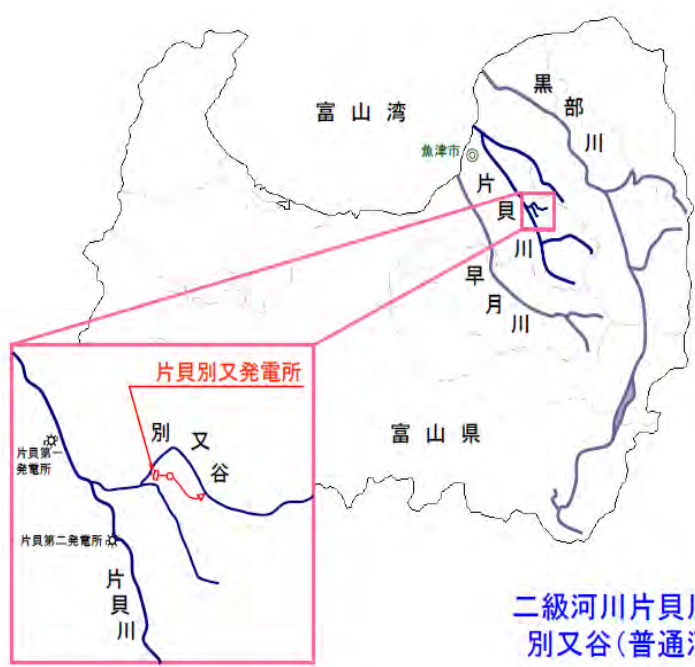 富山湾
黒部川
魚津市
片貝川
早月川
片貝別又発電所
別又谷
富山県
片貝第一
発電所
片貝第二発電所
片貝川
二級河川片貝川
別又谷(普通